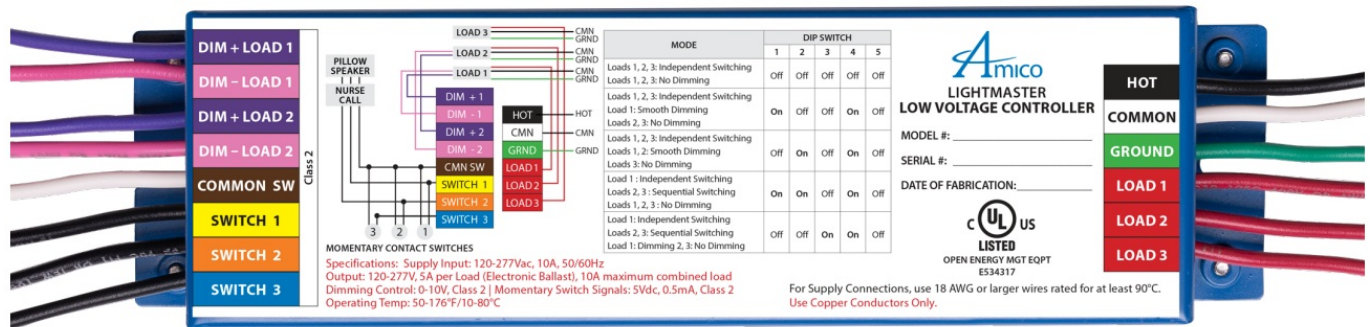 DIM + LOAD 1
DIM – LOAD 1
DIM + LOAD 2
DIM – LOAD 2
COMMON SW
SWITCH 1
SWITCH 2
SWITCH 3
Class 2
LOAD 3
CMN
GRND
LOAD 2
CMN
GRND
LOAD 1
CMN
GRND
PILLOW
SPEAKER
NURSE
CALL
DIM + 1
DIM - 1
DIM + 2
DIM - 2
CMN SW
SWITCH 1
SWITCH 2
SWITCH 3
HOT
CMN
GRND
LOAD 1
LOAD 2
LOAD 3
HOT
CMN
GRND
3 2 1
MOMENTARY CONTACT SWITCHES
MODE DIP SWITCH
1 2 3 4 5
Loads 1, 2, 3: Independent Switching
Loads 1, 2, 3: No Dimming
Off Off Off Off Off
Loads 1, 2, 3: Independent Switching
Load 1: Smooth Dimming
Loads 2, 3: No Dimming
On Off Off On Off
Loads 1, 2, 3: Independent Switching
Loads 1, 2: Smooth Dimming
Loads 3: No Dimming
Off On Off On Off
Load 1 : Independent Switching
Loads 2, 3 : Sequential Switching
Loads 1, 2, 3 : No Dimming
On On Off On Off
Load 1: Independent Switching
Loads 2, 3: Sequential Switching
Load 1: Dimming 2, 3: No Dimming
Off Off On On Off
Specifications: Supply Input: 120-277Vac, 10A, 50/60Hz
Output: 120-277V, 5A per Load (Electronic Ballast), 10A maximum combined load
Dimming Control: 0-10V, Class 2 | Momentary Switch Signals: 5Vdc, 0.5mA, Class 2
Operating Temp: 50-176°F/10-80°C
Amico
LIGHTMASTER
LOW VOLTAGE CONTROLLER
MODEL #:
SERIAL #:
DATE OF FABRICATION:
C UL US
LISTED
OPEN ENERGY MGT EQPT
E534317
For Supply Connections, use 18 AWG or larger wires rated for at least 90°C.
Use Copper Conductors Only.
HOT
COMMON
GROUND
LOAD 1
LOAD 2
LOAD 3